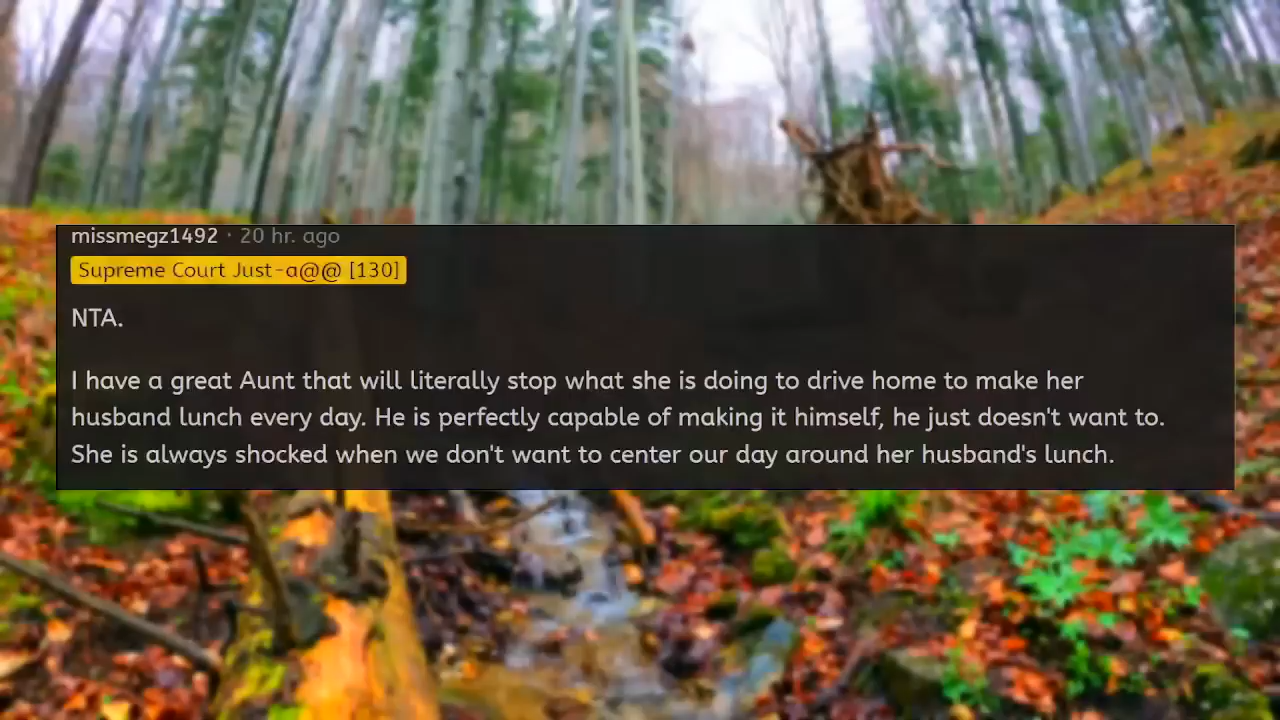 missmegz1492 · 20 hr. ago
Supreme Court Just-a@@ [130]
NTA.
I have a great Aunt that will literally stop what she is doing to drive home to make her
husband lunch every day. He is perfectly capable of making it himself, he just doesn't want to.
She is always shocked when we don't want to center our day around her husband's lunch.